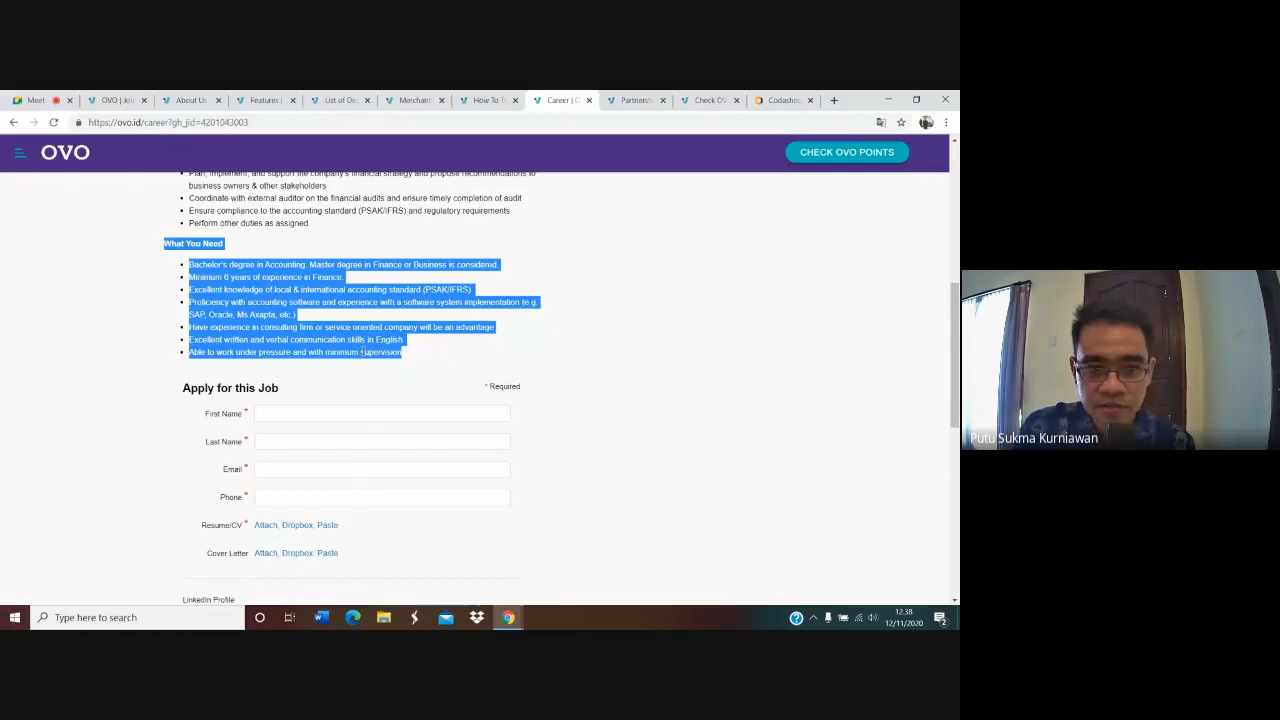 Meet
OVO | Joi
About Us
Features |
List of De
Merchant
How To T
Career | O
Partnersh
Check OV
Codashop
https://ovo.id/career?gh_jid=4201043003
OVO
CHECK OVO POINTS
Plan, implement, and support the company's financial strategy and propose recommendations to
business owners & other stakeholders
Coordinate with external auditor on the financial audits and ensure timely completion of audit
Ensure compliance to the accounting standard (PSAK/IFRS) and regulatory requirements
Perform other duties as assigned
What You Need
Bachelor's degree in Accounting. Master degree in Finance or Business is considered.
Minimum 6 years of experience in Finance.
Excellent knowledge of local & international accounting standard (PSAK/IFRS)
Proficiency with accounting software and experience with a software system implementation (e.g.
SAP, Oracle, Ms Axapta, etc.)
Have experience in consulting firm or service oriented company will be an advantage
Excellent written and verbal communication skills in English
Able to work under pressure and with minimum supervision
Apply for this Job
* Required
First Name *
Last Name *
Email *
Phone *
Resume/CV * Attach, Dropbox, Paste
Cover Letter Attach, Dropbox, Paste
LinkedIn Profile
Putu Sukma Kurniawan
Type here to search
12.38
12/11/2020
2